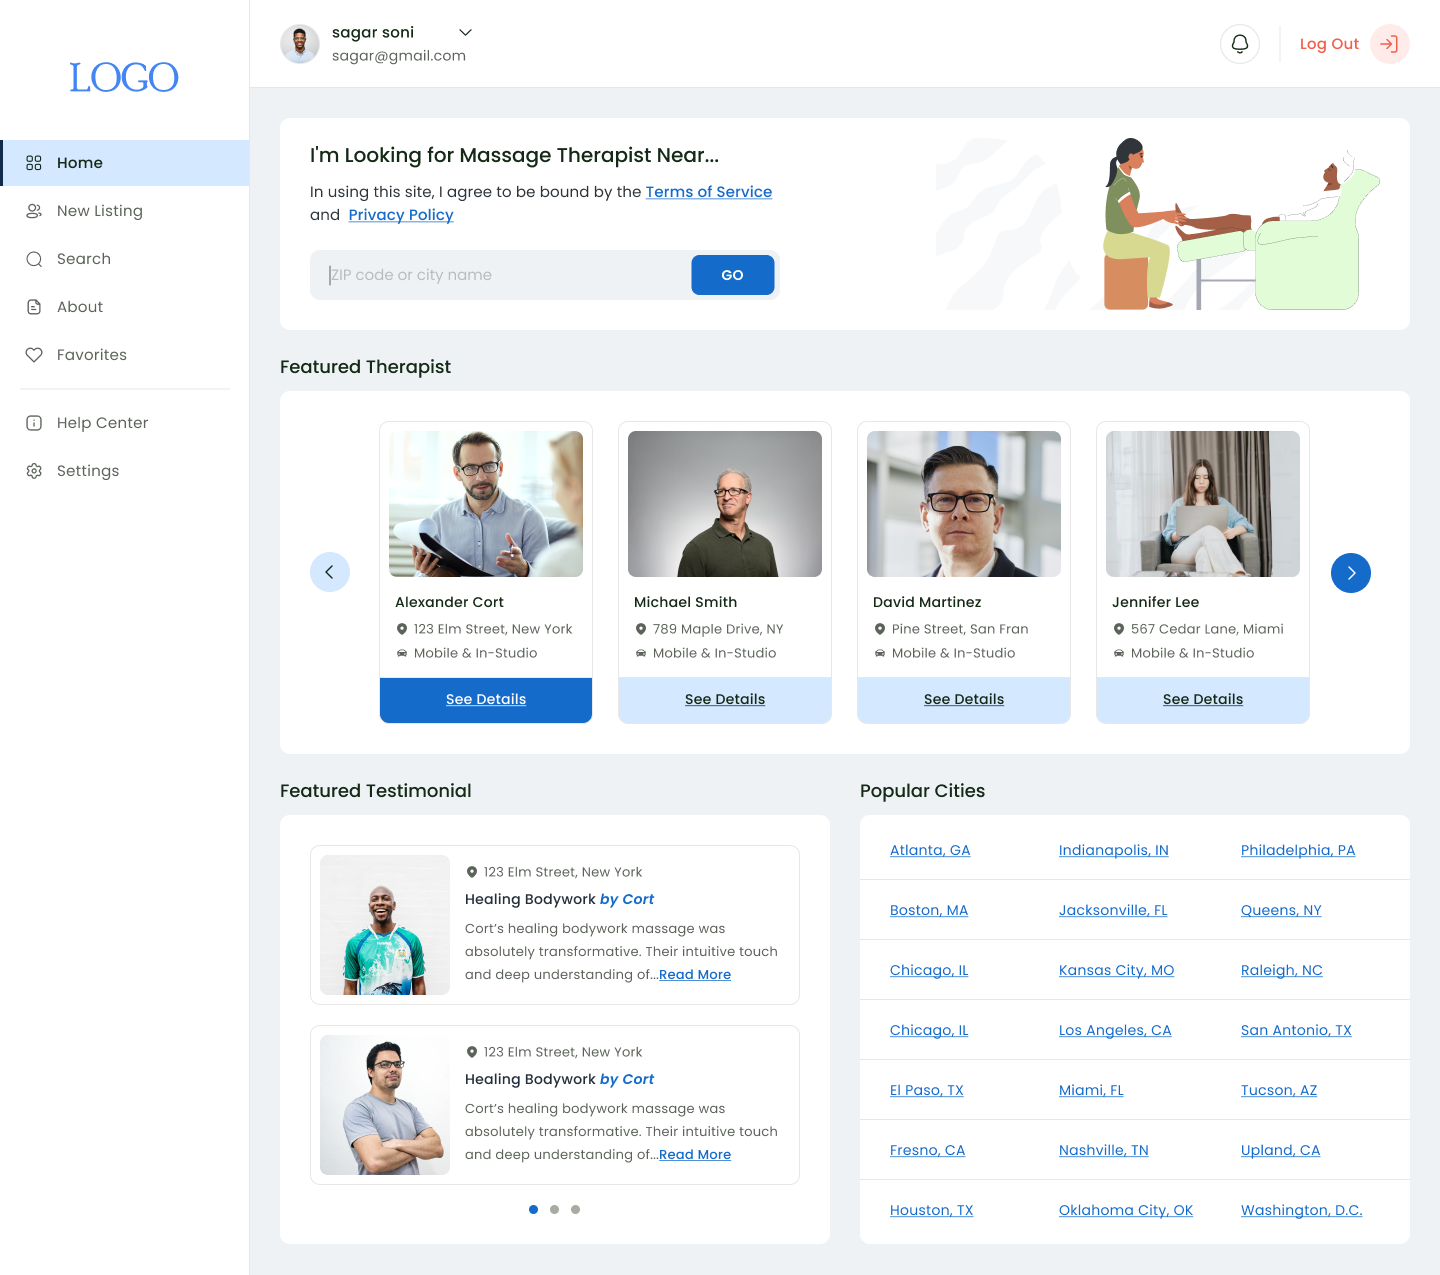 LOGO
Home
New Listing
Search
About
Favorites
Help Center
Settings
sagar soni
sagar@gmail.com
Log Out
I'm Looking for Massage Therapist Near...
In using this site, I agree to be bound by the Terms of Service
and Privacy Policy
ZIP code or city name
GO
Featured Therapist
Alexander Cort
123 Elm Street, New York
Mobile & In-Studio
See Details
Michael Smith
789 Maple Drive, NY
Mobile & In-Studio
See Details
David Martinez
Pine Street, San Fran
Mobile & In-Studio
See Details
Jennifer Lee
567 Cedar Lane, Miami
Mobile & In-Studio
See Details
Featured Testimonial
123 Elm Street, New York
Healing Bodywork by Cort
Cort’s healing bodywork massage was
absolutely transformative. Their intuitive touch
and deep understanding of...Read More
123 Elm Street, New York
Healing Bodywork by Cort
Cort’s healing bodywork massage was
absolutely transformative. Their intuitive touch
and deep understanding of...Read More
Popular Cities
Atlanta, GA Indianapolis, IN Philadelphia, PA
Boston, MA Jacksonville, FL Queens, NY
Chicago, IL Kansas City, MO Raleigh, NC
Chicago, IL Los Angeles, CA San Antonio, TX
El Paso, TX Miami, FL Tucson, AZ
Fresno, CA Nashville, TN Upland, CA
Houston, TX Oklahoma City, OK Washington, D.C.